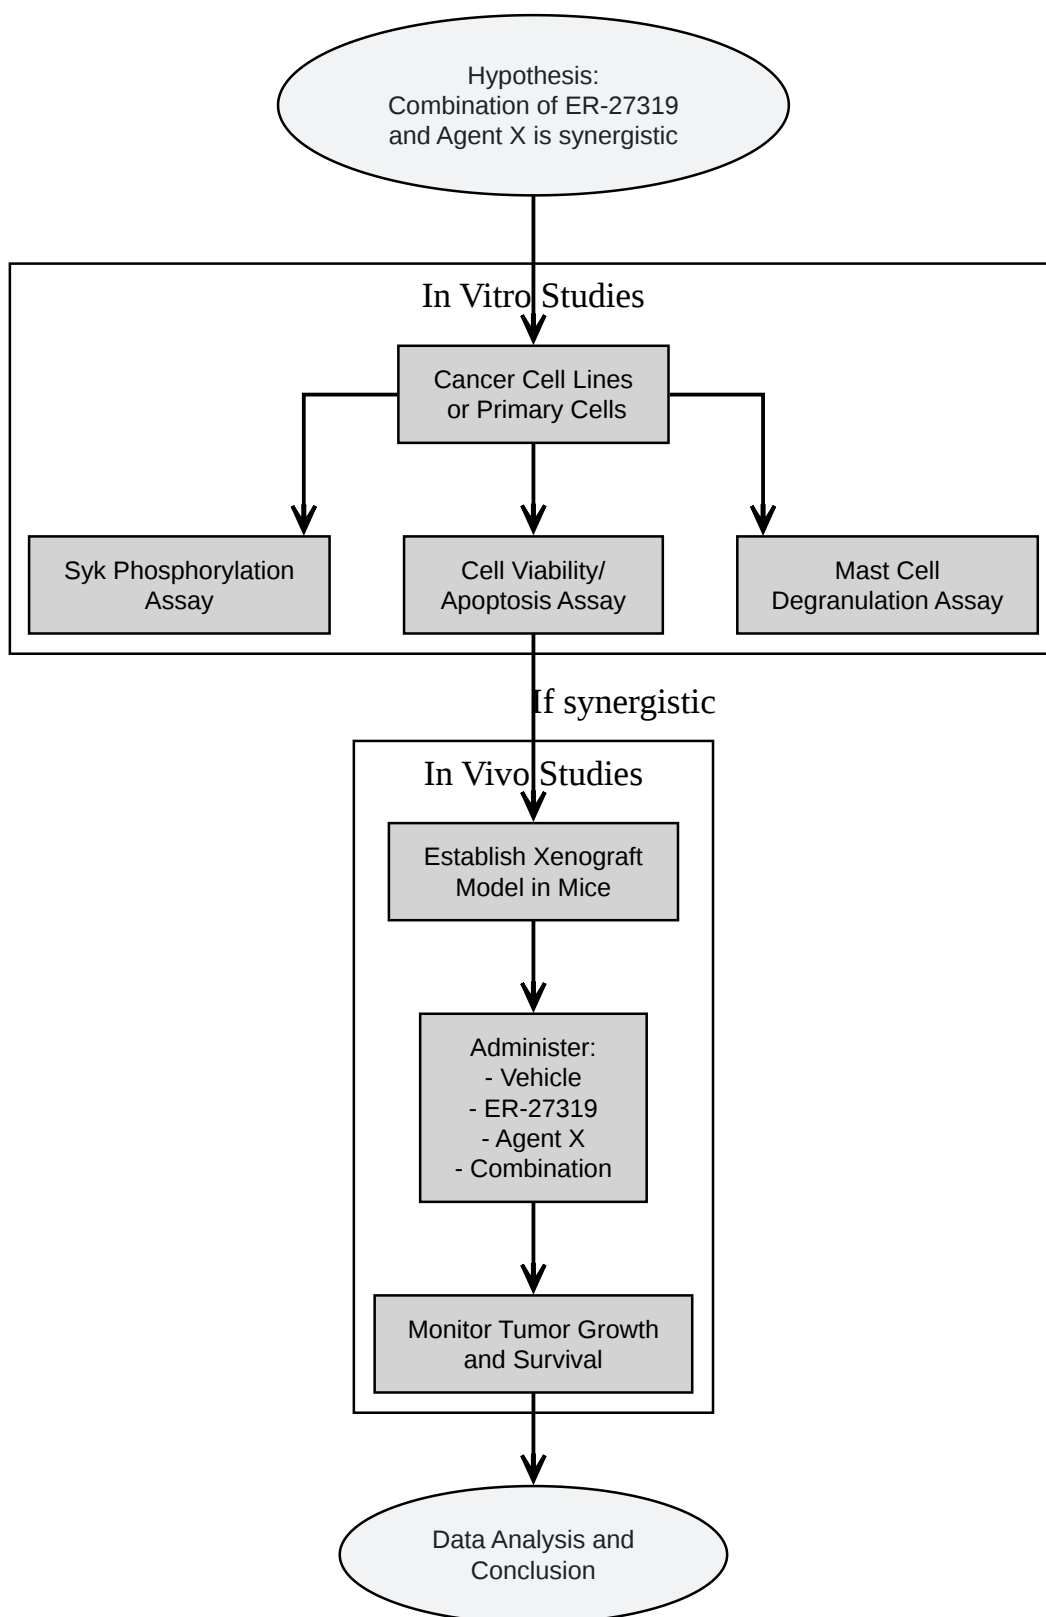 Hypothesis:
Combination of ER-27319
and Agent X is synergistic
In Vitro Studies
Cancer Cell Lines
or Primary Cells
Syk Phosphorylation
Assay
Cell Viability/
Apoptosis Assay
Mast Cell
Degranulation Assay
If synergistic
In Vivo Studies
Establish Xenograft
Model in Mice
Administer:
- Vehicle
- ER-27319
- Agent X
- Combination
Monitor Tumor Growth
and Survival
Data Analysis and
Conclusion